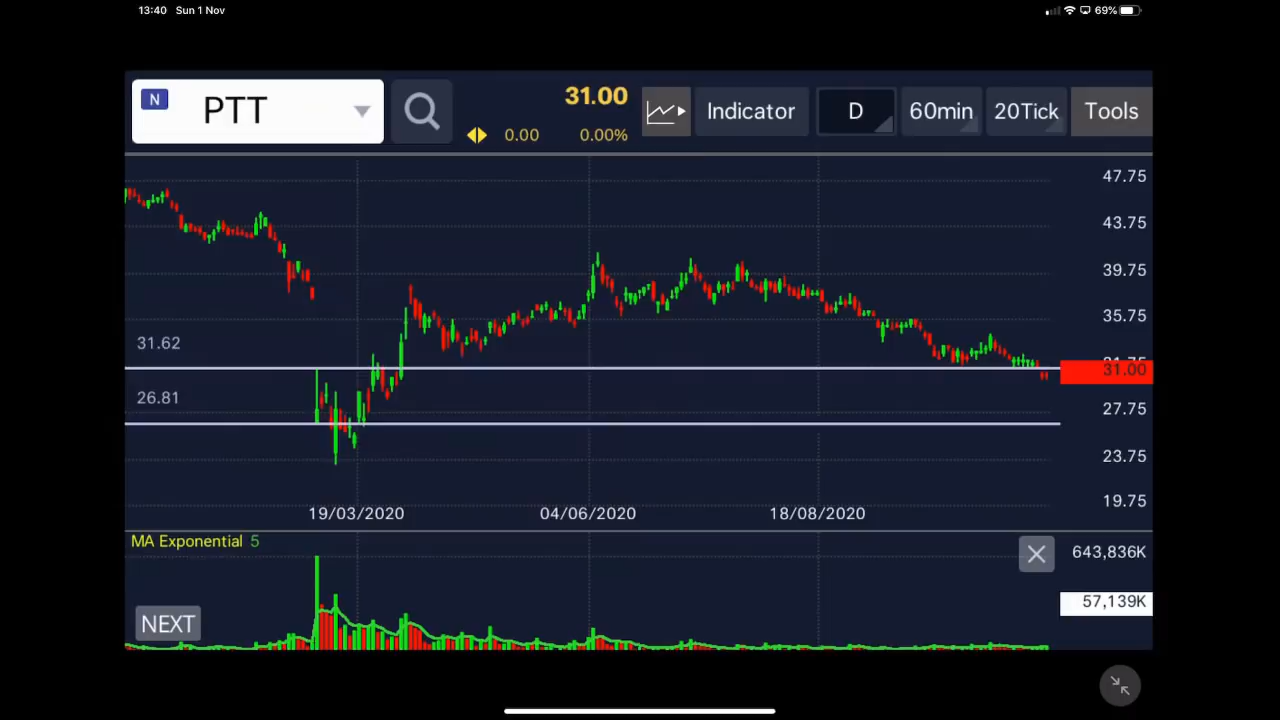 13:40 Sun 1 Nov
69%
N
PTT
31.00
0.00 0.00%
Indicator
D
60min
20Tick
Tools
47.75
43.75
39.75
35.75
31.62
31.00
26.81
27.75
23.75
19.75
19/03/2020
04/06/2020
18/08/2020
MA Exponential 5
643,836K
57,139K
NEXT